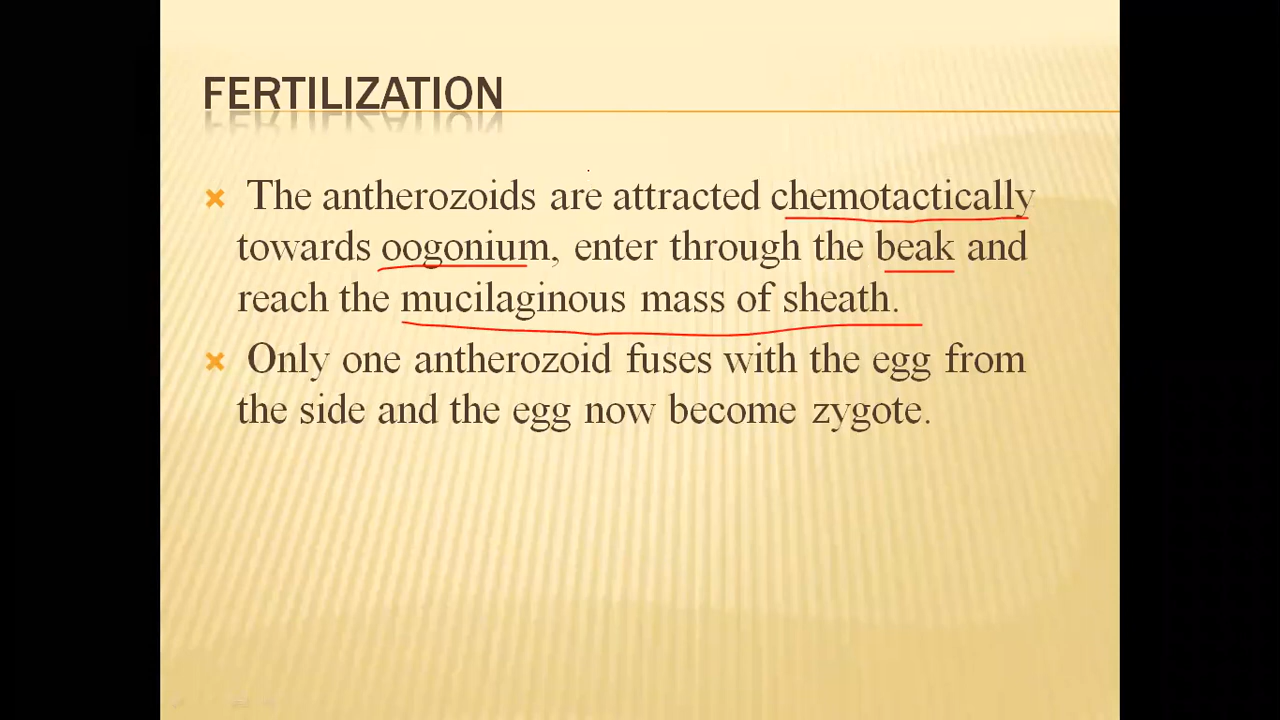 FERTILIZATION
The antherozoids are attracted chemotactically
towards oogonium, enter through the beak and
reach the mucilaginous mass of sheath.
Only one antherozoid fuses with the egg from
the side and the egg now become zygote.